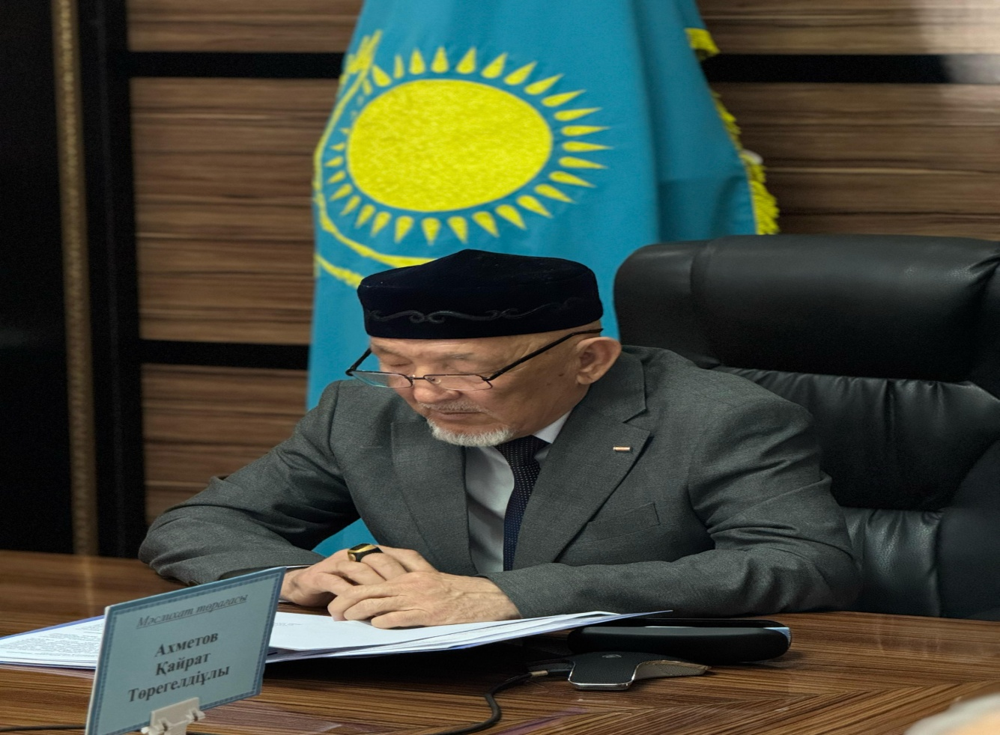 Мәслихат төрағасы
Ахметов
Қайрат
Төрегелдіұлы